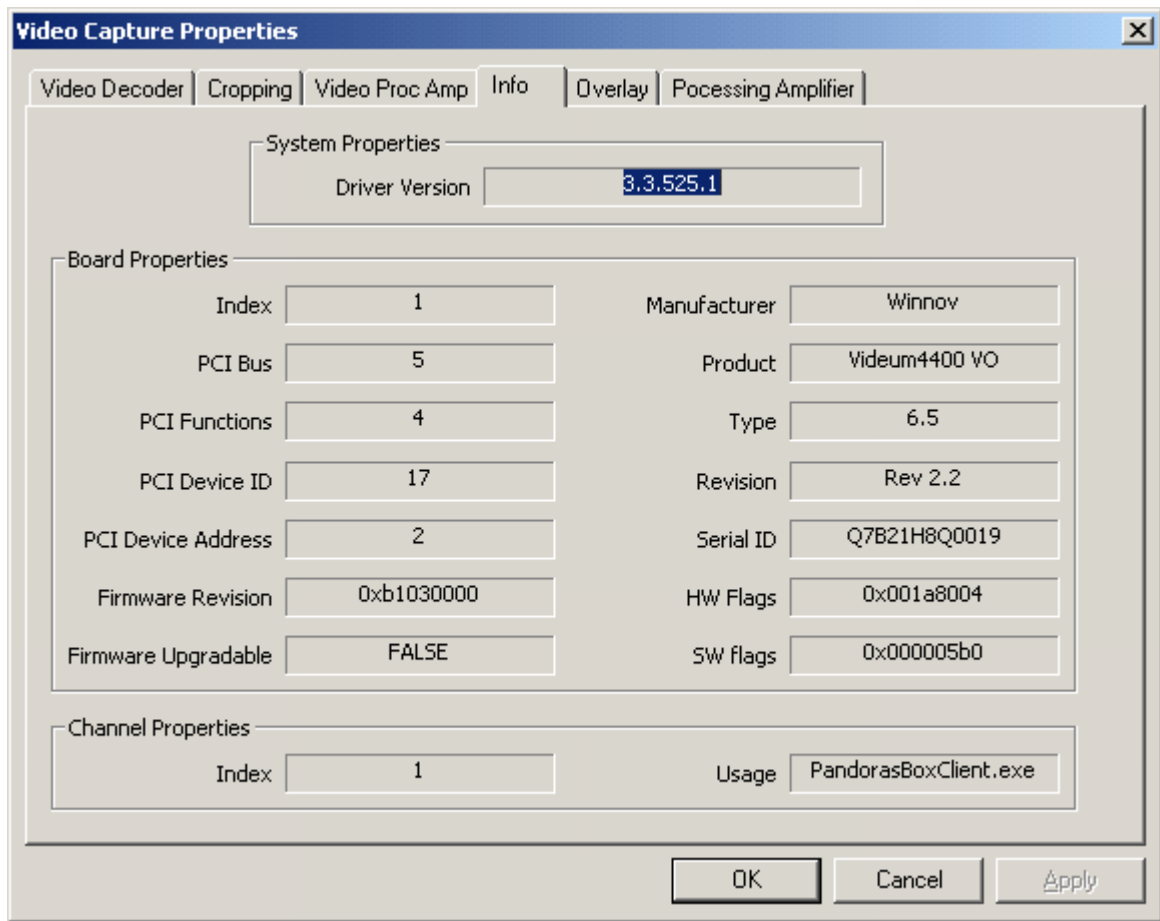 Video Capture Properties
Video Decoder Cropping Video Proc Amp Info Overlay Pocessing Amplifier
System Properties
Driver Version 3.3.525.1
Board Properties
Index 1 Manufacturer Winnov
PCI Bus 5 Product Videum4400 VO
PCI Functions 4 Type 6.5
PCI Device ID 17 Revision Rev 2.2
PCI Device Address 2 Serial ID Q7B21H8Q0019
Firmware Revision 0xb1030000 HW Flags 0x001a8004
Firmware Upgradable FALSE SW flags 0x000005b0
Channel Properties
Index 1 Usage PandorasBoxClient.exe
OK Cancel Apply